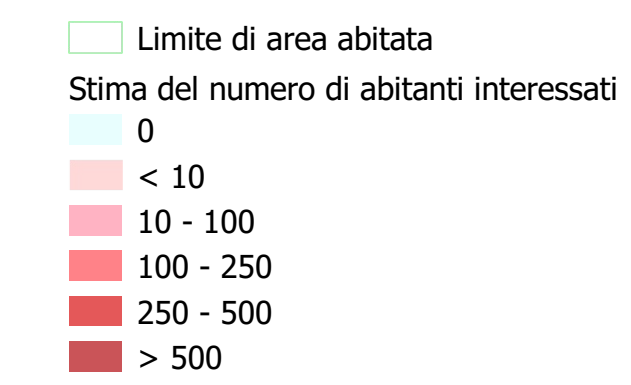 Limite di area abitata
Stima del numero di abitanti interessati
0
< 10
10 - 100
100 - 250
250 - 500
> 500